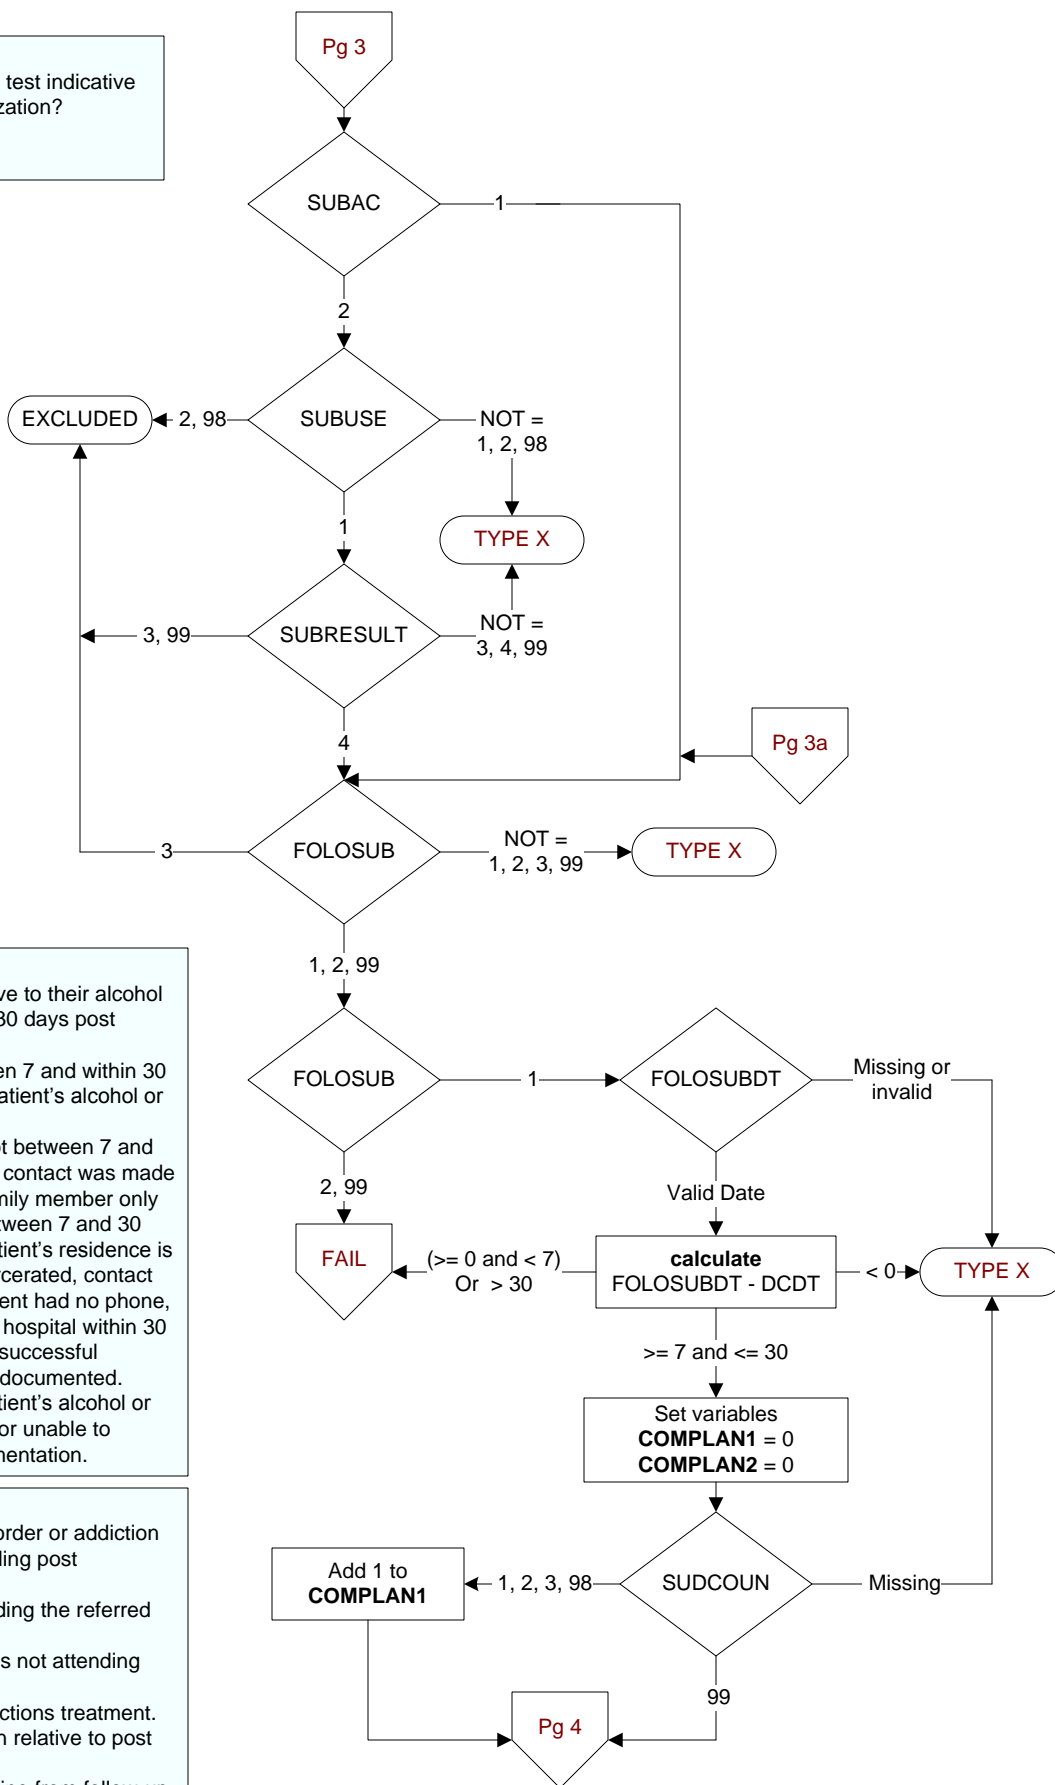 Pg 3
test indicative
zation?
SUBAC
1
2
EXCLUDED
2, 98
SUBUSE
NOT =
1, 2, 98
1
TYPE X
3, 99
SUBRESULT
NOT =
3, 4, 99
4
Pg 3a
3
FOLOSUB
NOT =
1, 2, 3, 99
TYPE X
1, 2, 99
ve to their alcohol
30 days post
en 7 and within 30
patient's alcohol or
pt between 7 and
contact was made
mily member only
tween 7 and 30
tient's residence is
rcerated, contact
ent had no phone,
hospital within 30
successful
documented.
tient's alcohol or
or unable to
mentation.
FOLOSUB
1
FOLOSUBDT
Missing or
invalid
2, 99
Valid Date
FAIL
(>= 0 and < 7)
Or > 30
calculate
FOLOSUBDT - DCDT
< 0
TYPE X
>= 7 and <= 30
Set variables
COMPLAN1 = 0
COMPLAN2 = 0
order or addiction
ding post
ding the referred
s not attending
ctions treatment.
n relative to post
Add 1 to
COMPLAN1
1, 2, 3, 98
SUDCOUN
Missing
99
Pg 4